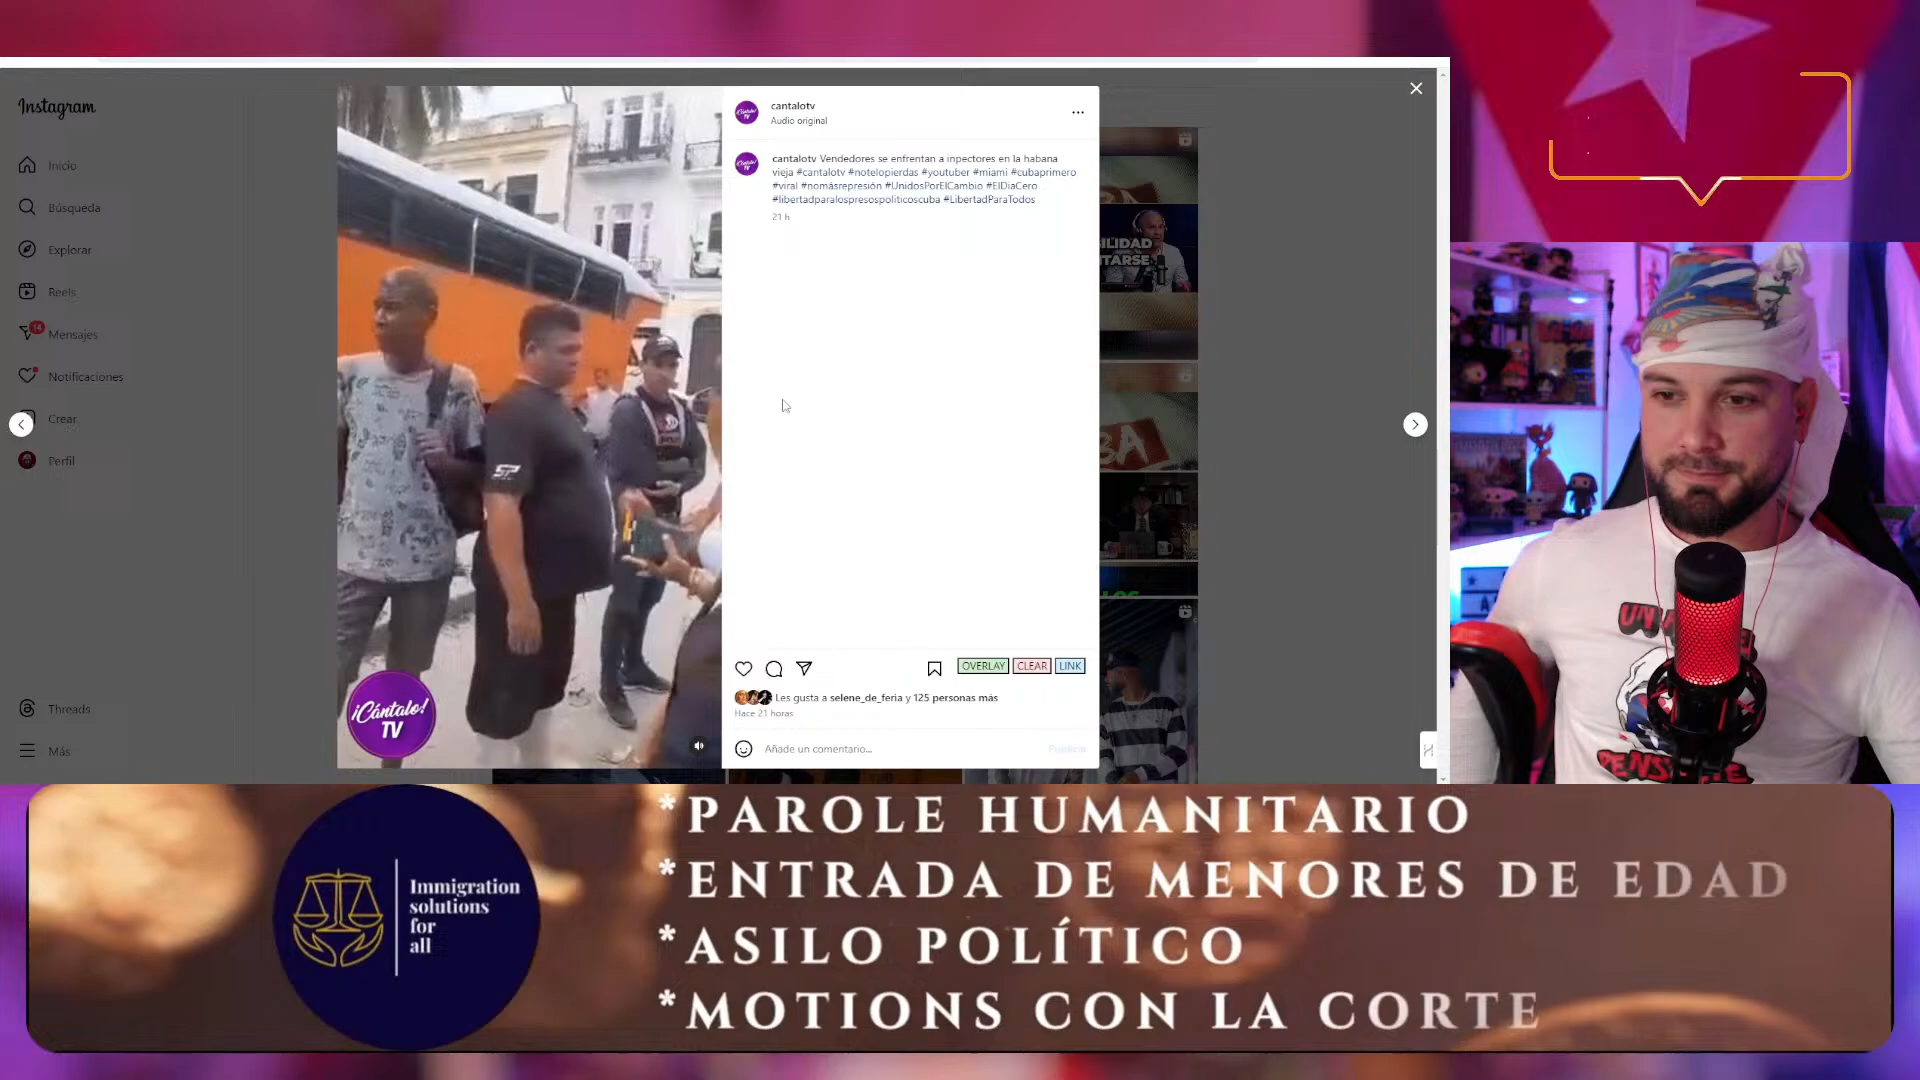 Instagram
Inicio
Búsqueda
Explorar
Reels
14
Mensajes
Notificaciones
Crear
Perfil
Threads
Más
cantalotv
Audio original
cantalotv Vendedores se enfrentan a inpectores en la habana
vieja #cantalotv #notelopierdas #youtuber #miami #cubaprimero
#viral #nomásrepresión #UnidosPorElCambio #ElDiaCero
#libertadparalospresospoliticoscuba #LibertadParaTodos
21 h
OVERLAY
CLEAR
LINK
Les gusta a selene_de_feria y 125 personas más
Hace 21 horas
Añade un comentario...
Publicar
¡Cántalo!
TV
SP
Immigration
solutions
for
all
*PAROLE HUMANITARIO
*ENTRADA DE MENORES DE EDAD
*ASILO POLÍTICO
*MOTIONS CON LA CORTE